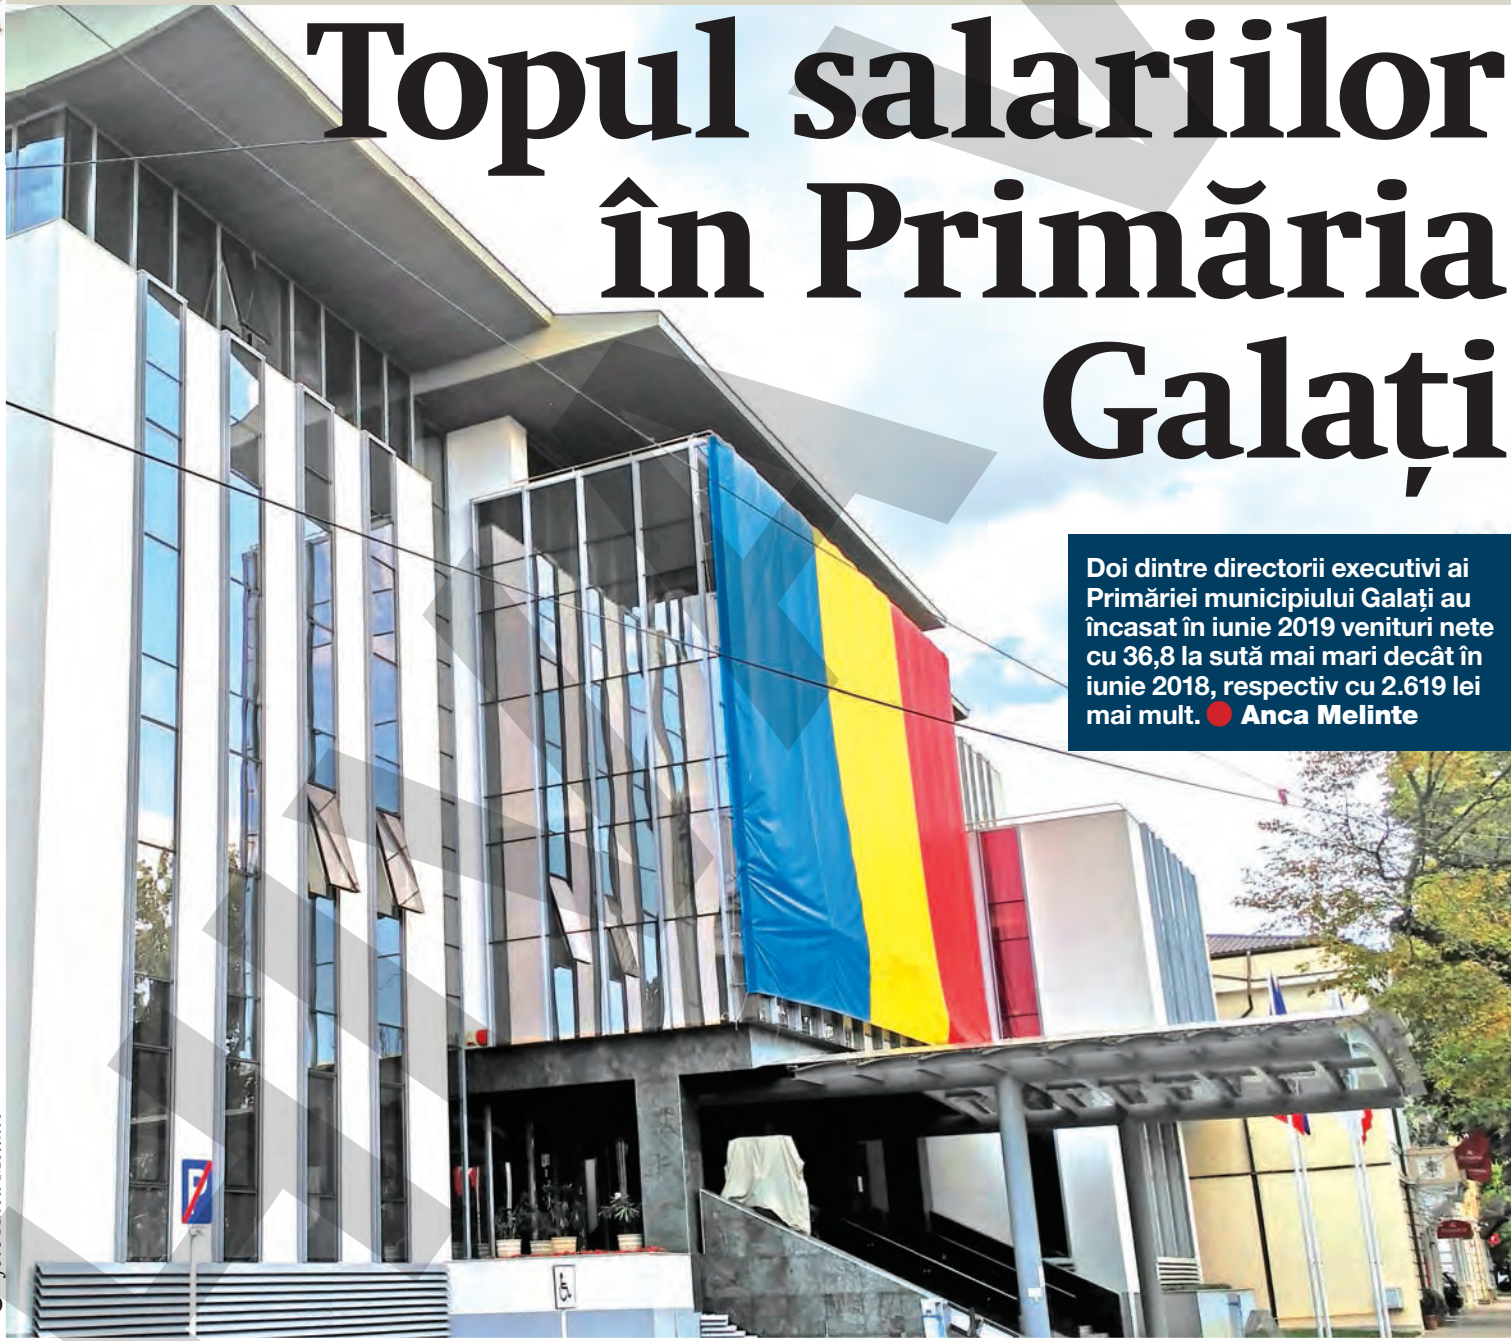 Topul salariilor
în Primăria
Galați
Doi dintre directorii executivi ai
Primăriei municipiului Galați au
încasat în iunie 2019 venituri nete
cu 36,8 la sută mai mari decât în
iunie 2018, respectiv cu 2.619 lei
mai mult. ● Anca Melinte
P